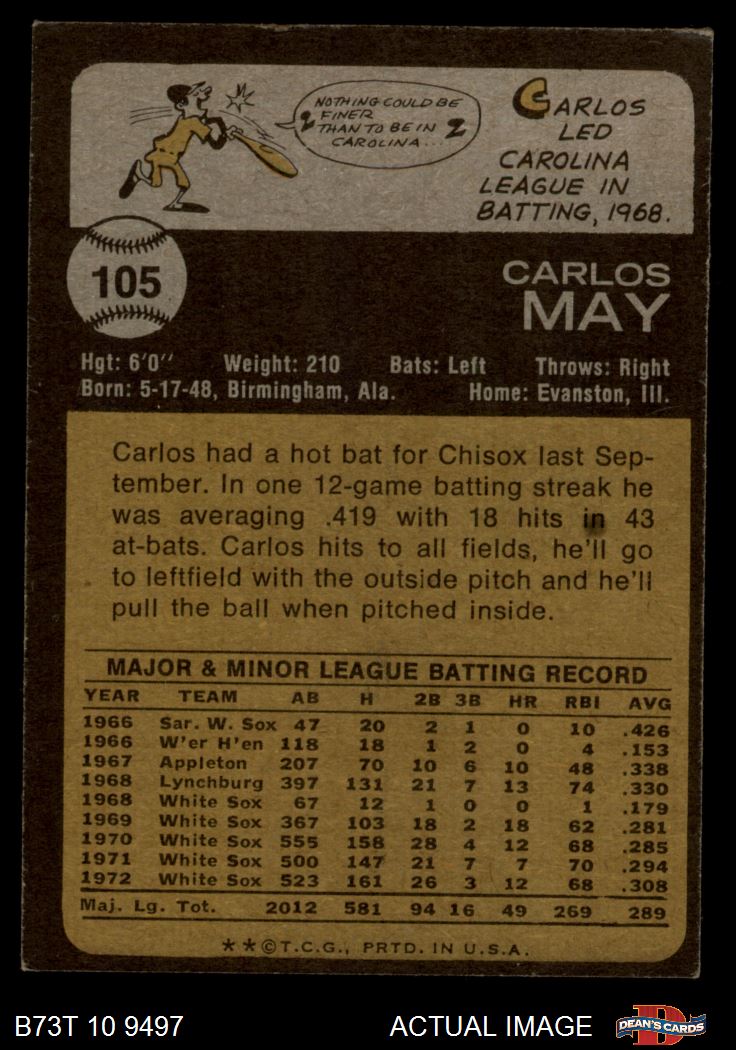 NOTHING COULD BE
FINER
THAN TO BE IN
CAROLINA...
CARLOS
LED
CAROLINA
LEAGUE IN
BATTING, 1968.
105
CARLOS
MAY
Hgt: 6'0" Weight: 210 Bats: Left Throws: Right
Born: 5-17-48, Birmingham, Ala. Home: Evanston, Ill.
Carlos had a hot bat for Chisox last Sep-
tember. In one 12-game batting streak he
was averaging .419 with 18 hits in 43
at-bats. Carlos hits to all fields, he'll go
to leftfield with the outside pitch and he'll
pull the ball when pitched inside.
MAJOR & MINOR LEAGUE BATTING RECORD
YEAR TEAM AB H 2B 3B HR RBI AVG
1966 Sar. W. Sox 47 20 2 1 0 10 .426
1966 W'er H'en 118 18 1 2 0 4 .153
1967 Appleton 207 70 10 6 10 48 .338
1968 Lynchburg 397 131 21 7 13 74 .330
1968 White Sox 67 12 1 0 0 1 .179
1969 White Sox 367 103 18 2 18 62 .281
1970 White Sox 555 158 28 4 12 68 .285
1971 White Sox 500 147 21 7 7 70 .294
1972 White Sox 523 161 26 3 12 68 .308
Maj. Lg. Tot. 2012 581 94 16 49 269 289
**©T.C.G., PRTD. IN U.S.A.
B73T 10 9497 ACTUAL IMAGE DEAN'S CARDS